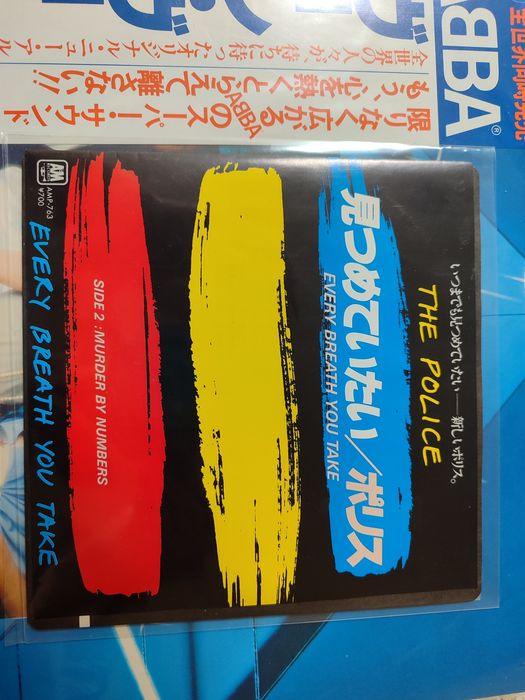 いつまでも見つめていたい——新しいポリス。
THE POLICE
見つめていたい/ポリス
EVERY BREATH YOU TAKE
SIDE 2 : MURDER BY NUMBERS
EVERY BREATH YOU TAKE
A&M
AMP-763
¥700
ABBA®
限りなく広がるABBAのスーパー・サウンド
もう、心を熱くとらえて離さない!!
全世界の人々が、待ちに待ったオリジナル・ニュー・アル